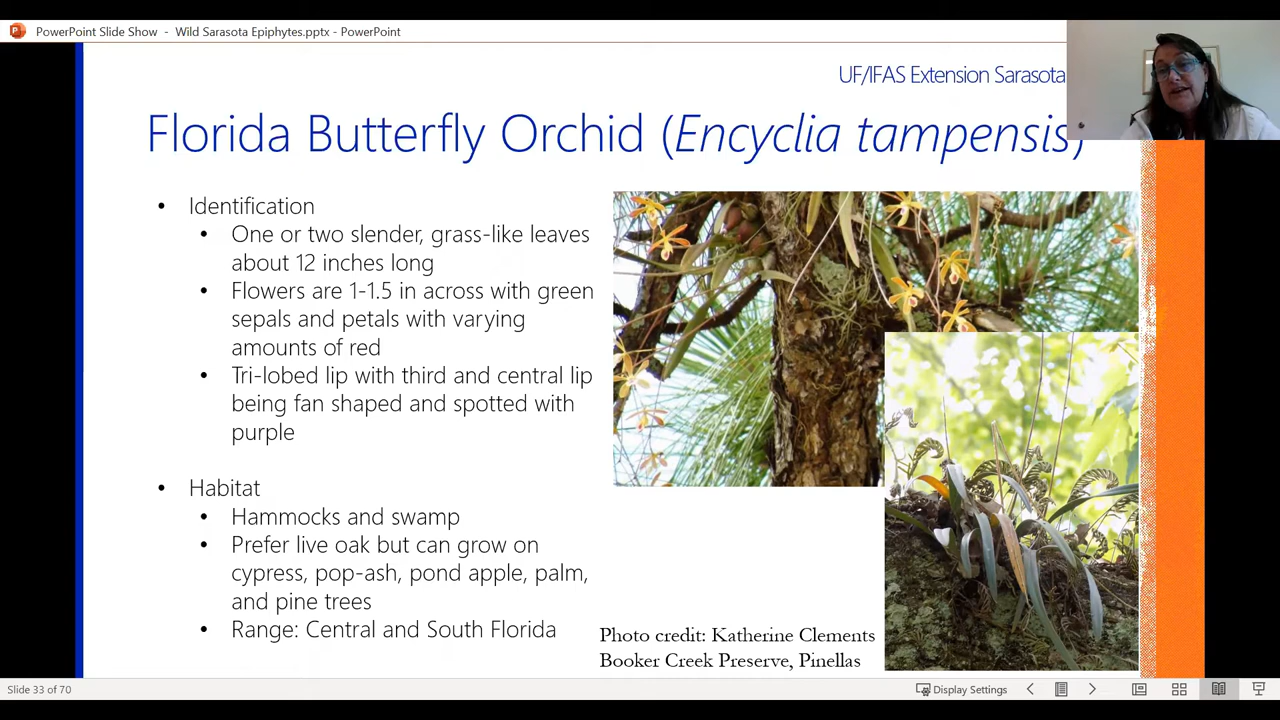 PowerPoint Slide Show - Wild Sarasota Epiphytes.pptx - PowerPoint
UF/IFAS Extension Sarasota
Florida Butterfly Orchid (Encyclia tampensis)
• Identification
• One or two slender, grass-like leaves
about 12 inches long
• Flowers are 1-1.5 in across with green
sepals and petals with varying
amounts of red
• Tri-lobed lip with third and central lip
being fan shaped and spotted with
purple
• Habitat
• Hammocks and swamp
• Prefer live oak but can grow on
cypress, pop-ash, pond apple, palm,
and pine trees
• Range: Central and South Florida
Photo credit: Katherine Clements
Booker Creek Preserve, Pinellas
Slide 33 of 70
Display Settings